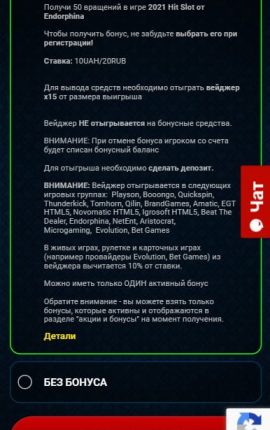 Получи 50 вращений в игре 2021 Hit Slot от
Endorphina
Чтобы получить бонус, не забудьте выбрать его при
регистрации!
Ставка: 10UAH/20RUB
Для вывода средств необходимо отыграть вейджер
x15 от размера выигрыша
Вейджер НЕ отыгрывается на бонусные средства.
ВНИМАНИЕ: При отмене бонуса игроком со счета
будет списан бонусный баланс
Для отыгрыша необходимо сделать депозит.
ВНИМАНИЕ: Вейджер отыгрывается в следующих
игровых группах: Playson, Booongo, Quickspin,
Thunderkick, Tomhorn, Qilin, BrandGames, Amatic, EGT
HTML5, Novomatic HTML5, Igrosoft HTML5, Beat The
Dealer, Endorphina, NetEnt, Aristocrat,
Microgaming, Evolution, Bet Games
В живых играх, рулетке и карточных играх
(например провайдеры Evolution, Bet Games) из
вейджера вычитается 10% от ставки.
Можно иметь только ОДИН активный бонус
Обратите внимание - вы можете взять только
бонусы, которые активны и отображаются в
разделе "акции и бонусы" на момент получения.
Детали
Чат
БЕЗ БОНУСА